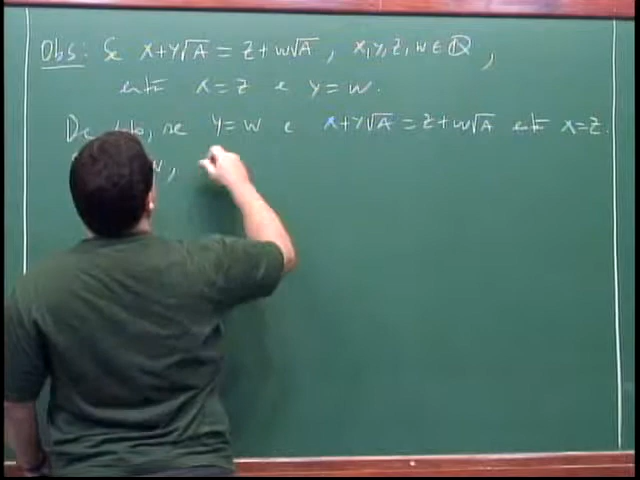 Obs: Se x+y√A = z+w√A, x,y,z,w ∈ ℚ,
então x=z e y=w.
De fato, se y=w e x+y√A = z+w√A então x=z.
w,